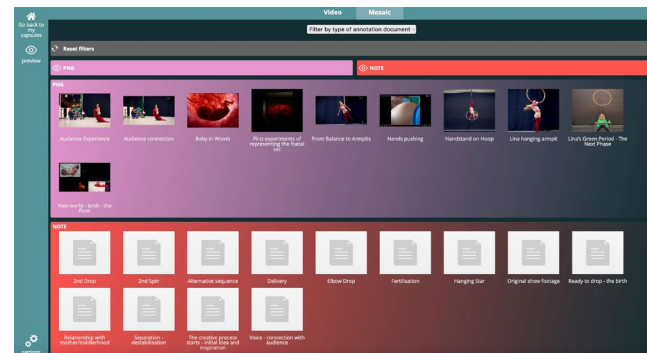 Video
Mosaic
Go back to
my
capsules
preview
Filter by type of annotation document
Reset filters
PNG
NOTE
PNG
Audience Experience
Audience connection
Baby in Womb
First experiments of
representing the foetal
sac
Front Balance to Armpits
Hands pushing
Handstand on Hoop
Lina hanging armpit
Lina's Green Period - The
Next Phase
New world - birth - the
floor
NOTE
2nd Drop
2nd Spin
Alternative sequence
Delivery
Elbow Drop
Fertilisation
Hanging Star
Original show footage
Ready to drop - the birth
Relationship with
mother/toddlerhood
Separation -
destabilisation
The creative process
starts - initial idea and
inspiration
Voice - connection with
audience
settings